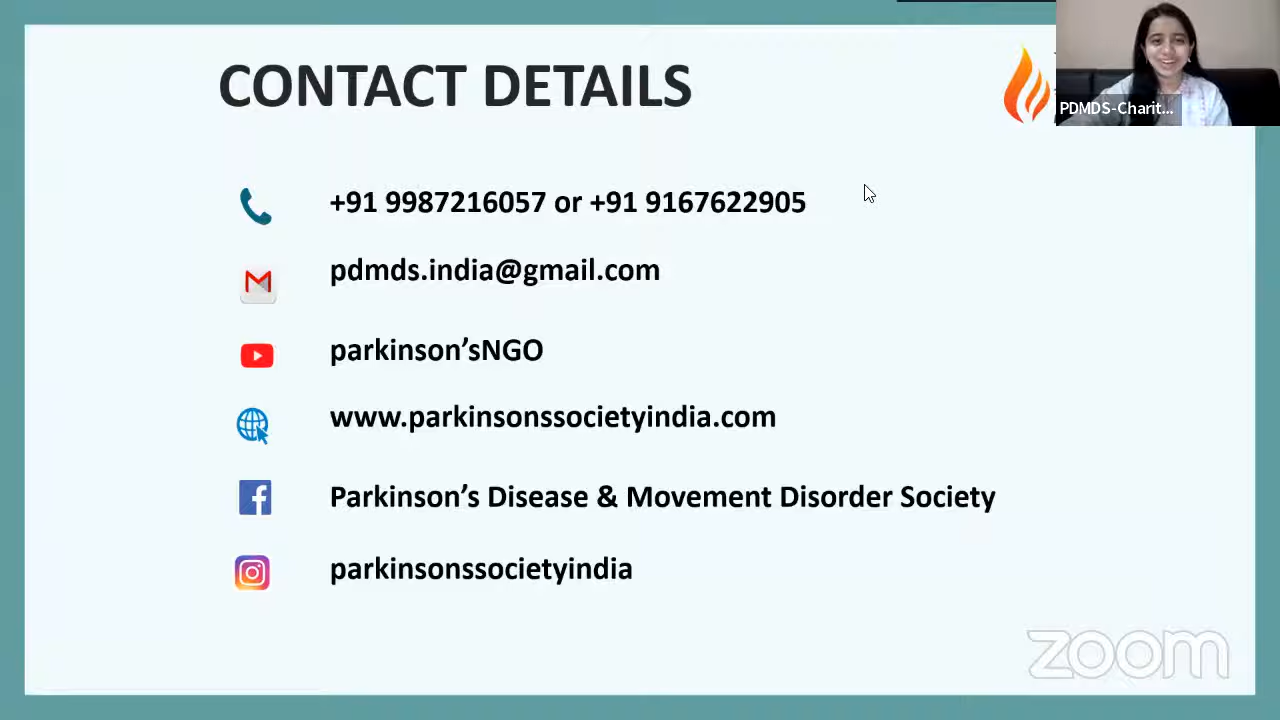 CONTACT DETAILS
PDMDS-Charit...
+91 9987216057 or +91 9167622905
pdmds.india@gmail.com
parkinson’sNGO
www.parkinsonssocietyindia.com
Parkinson’s Disease & Movement Disorder Society
parkinsonssocietyindia
zoom